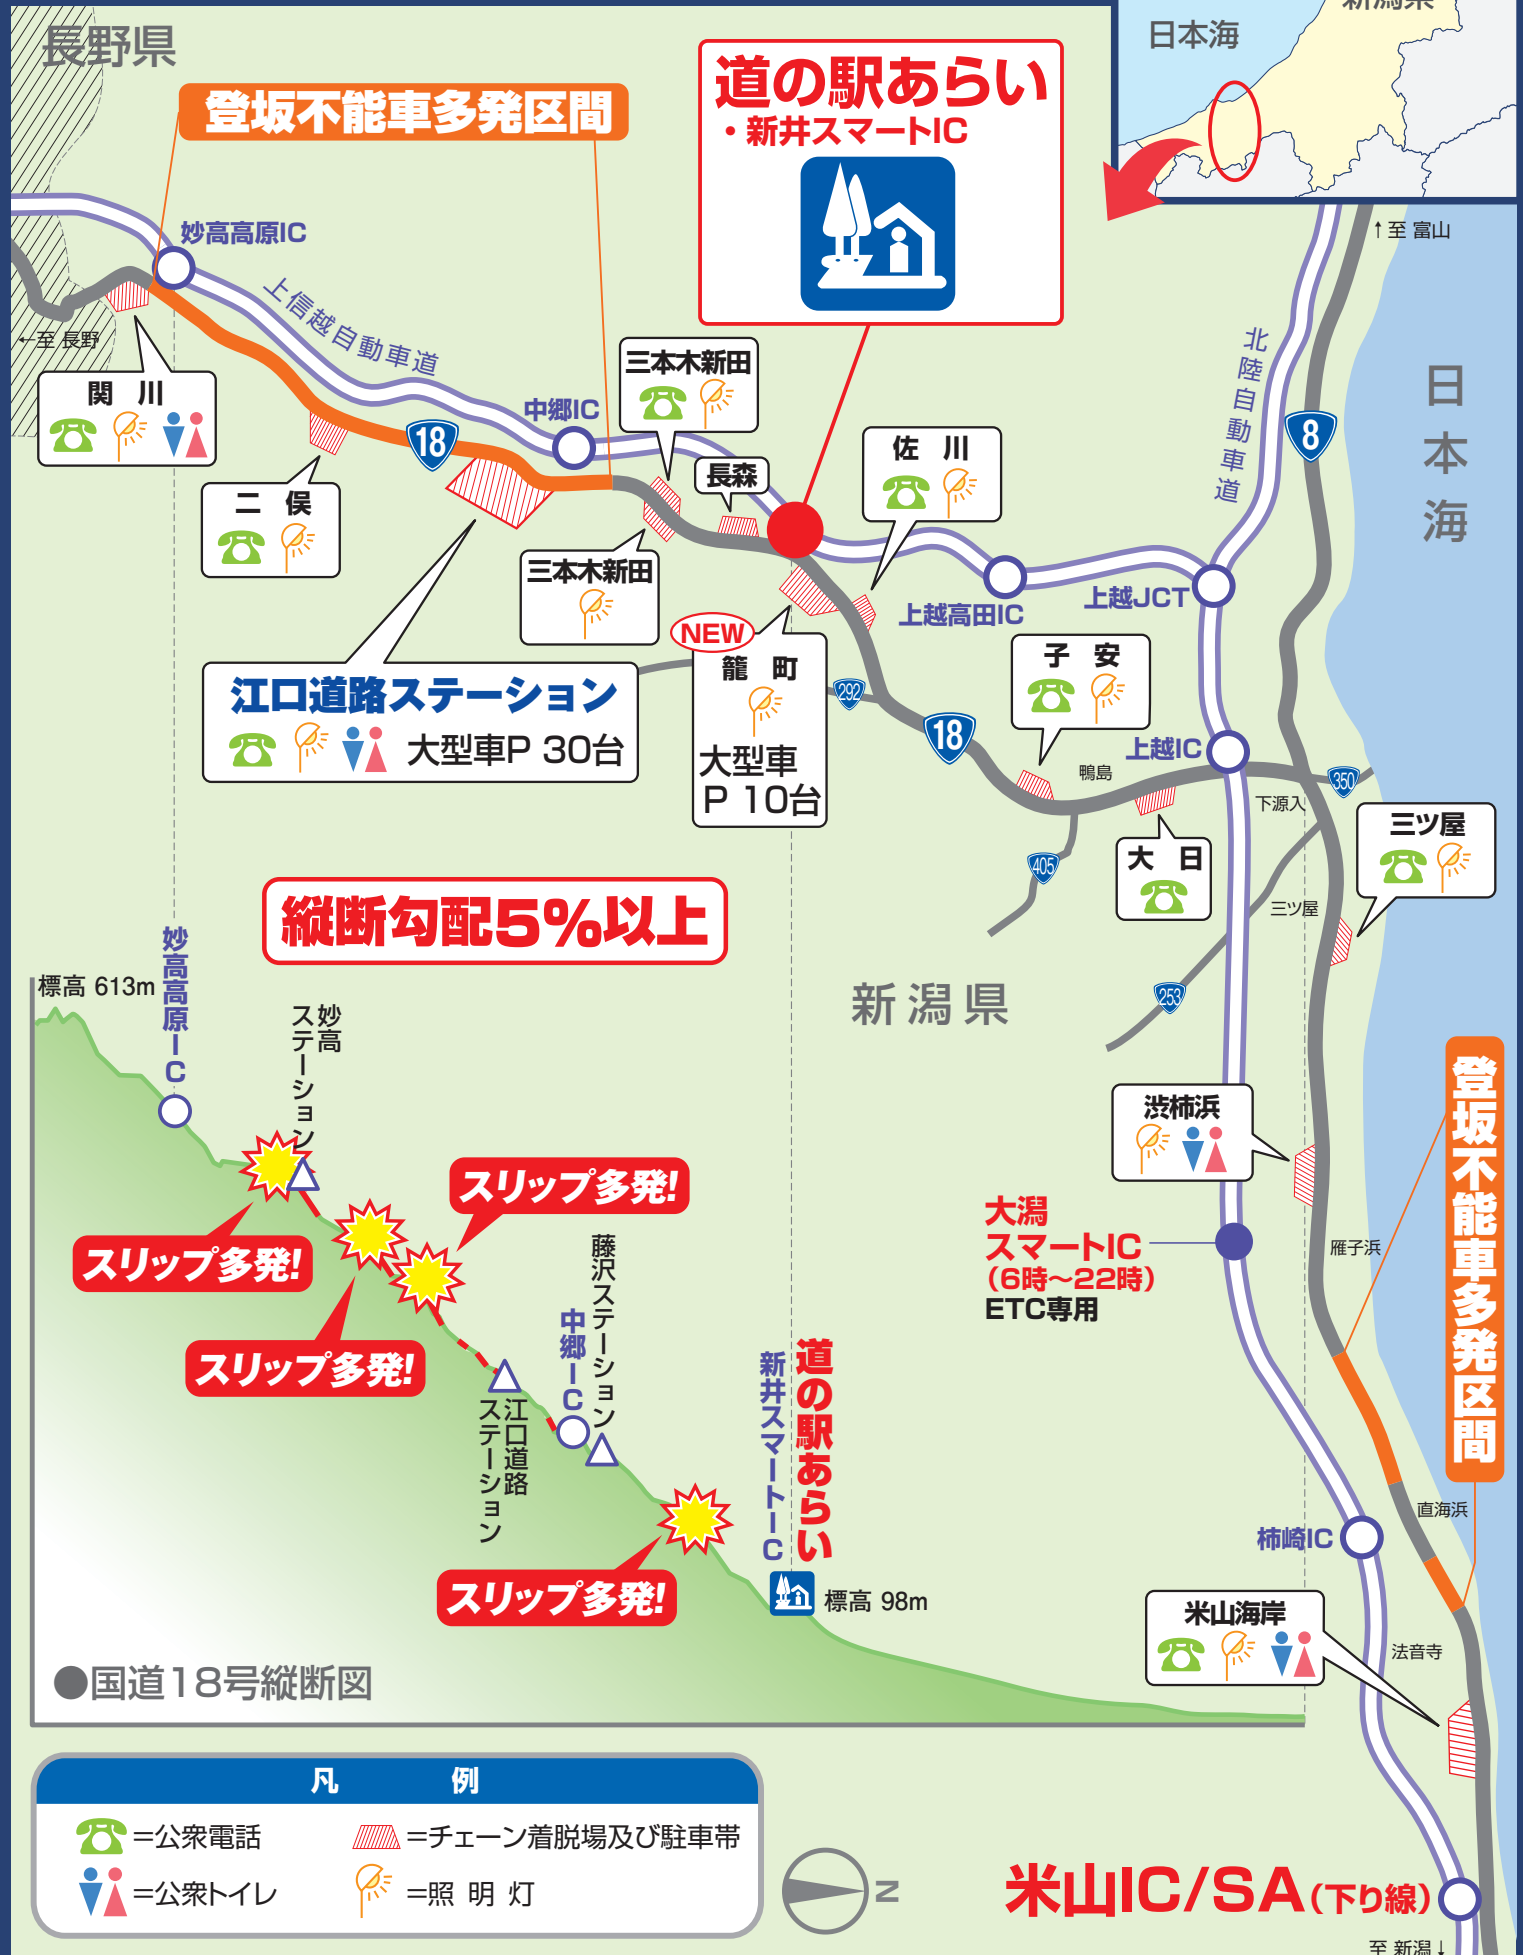 長野県
新潟県
日本海
登坂不能車多発区間
道の駅あらい
・新井スマートIC
↑至 富山
妙高高原IC
上信越自動車道
←至 長野
関 川
三本木新田
中郷IC
18
北陸自動車道
8
日本海
長森
佐 川
二 俣
三本木新田
上越高田IC
上越JCT
NEW
籠 町
大型車
P 10台
292
江口道路ステーション
大型車P 30台
子 安
18
上越IC
鴨島
350
下源入
三ツ屋
405
大 日
三ツ屋
253
縦断勾配5%以上
新潟県
標高 613m
妙高高原IC
妙高
ステーション
スリップ多発!
スリップ多発!
スリップ多発!
藤沢ステーション
中郷IC
江口道路
ステーション
新井スマートIC
道の駅あらい
スリップ多発!
標高 98m
●国道18号縦断図
登坂不能車多発区間
渋柿浜
大潟
スマートIC
(6時〜22時)
ETC専用
雁子浜
直海浜
柿崎IC
米山海岸
法音寺
凡 例
=公衆電話
=チェーン着脱場及び駐車帯
=公衆トイレ
=照 明 灯
N
米山IC/SA(下り線)
至 新潟↓